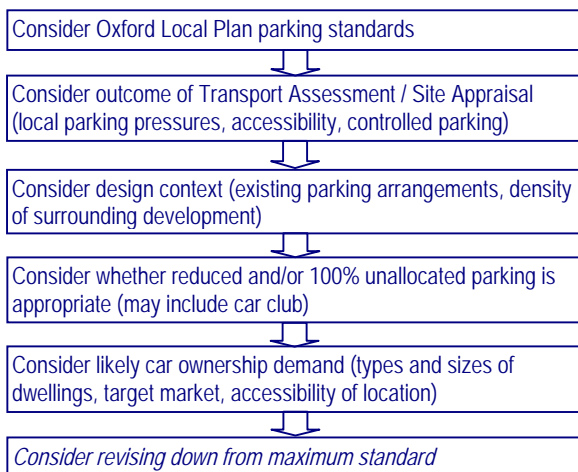 Consider Oxford Local Plan parking standards
Consider outcome of Transport Assessment / Site Appraisal
(local parking pressures, accessibility, controlled parking)
Consider design context (existing parking arrangements, density
of surrounding development)
Consider whether reduced and/or 100% unallocated parking is
appropriate (may include car club)
Consider likely car ownership demand (types and sizes of
dwellings, target market, accessibility of location)
Consider revising down from maximum standard